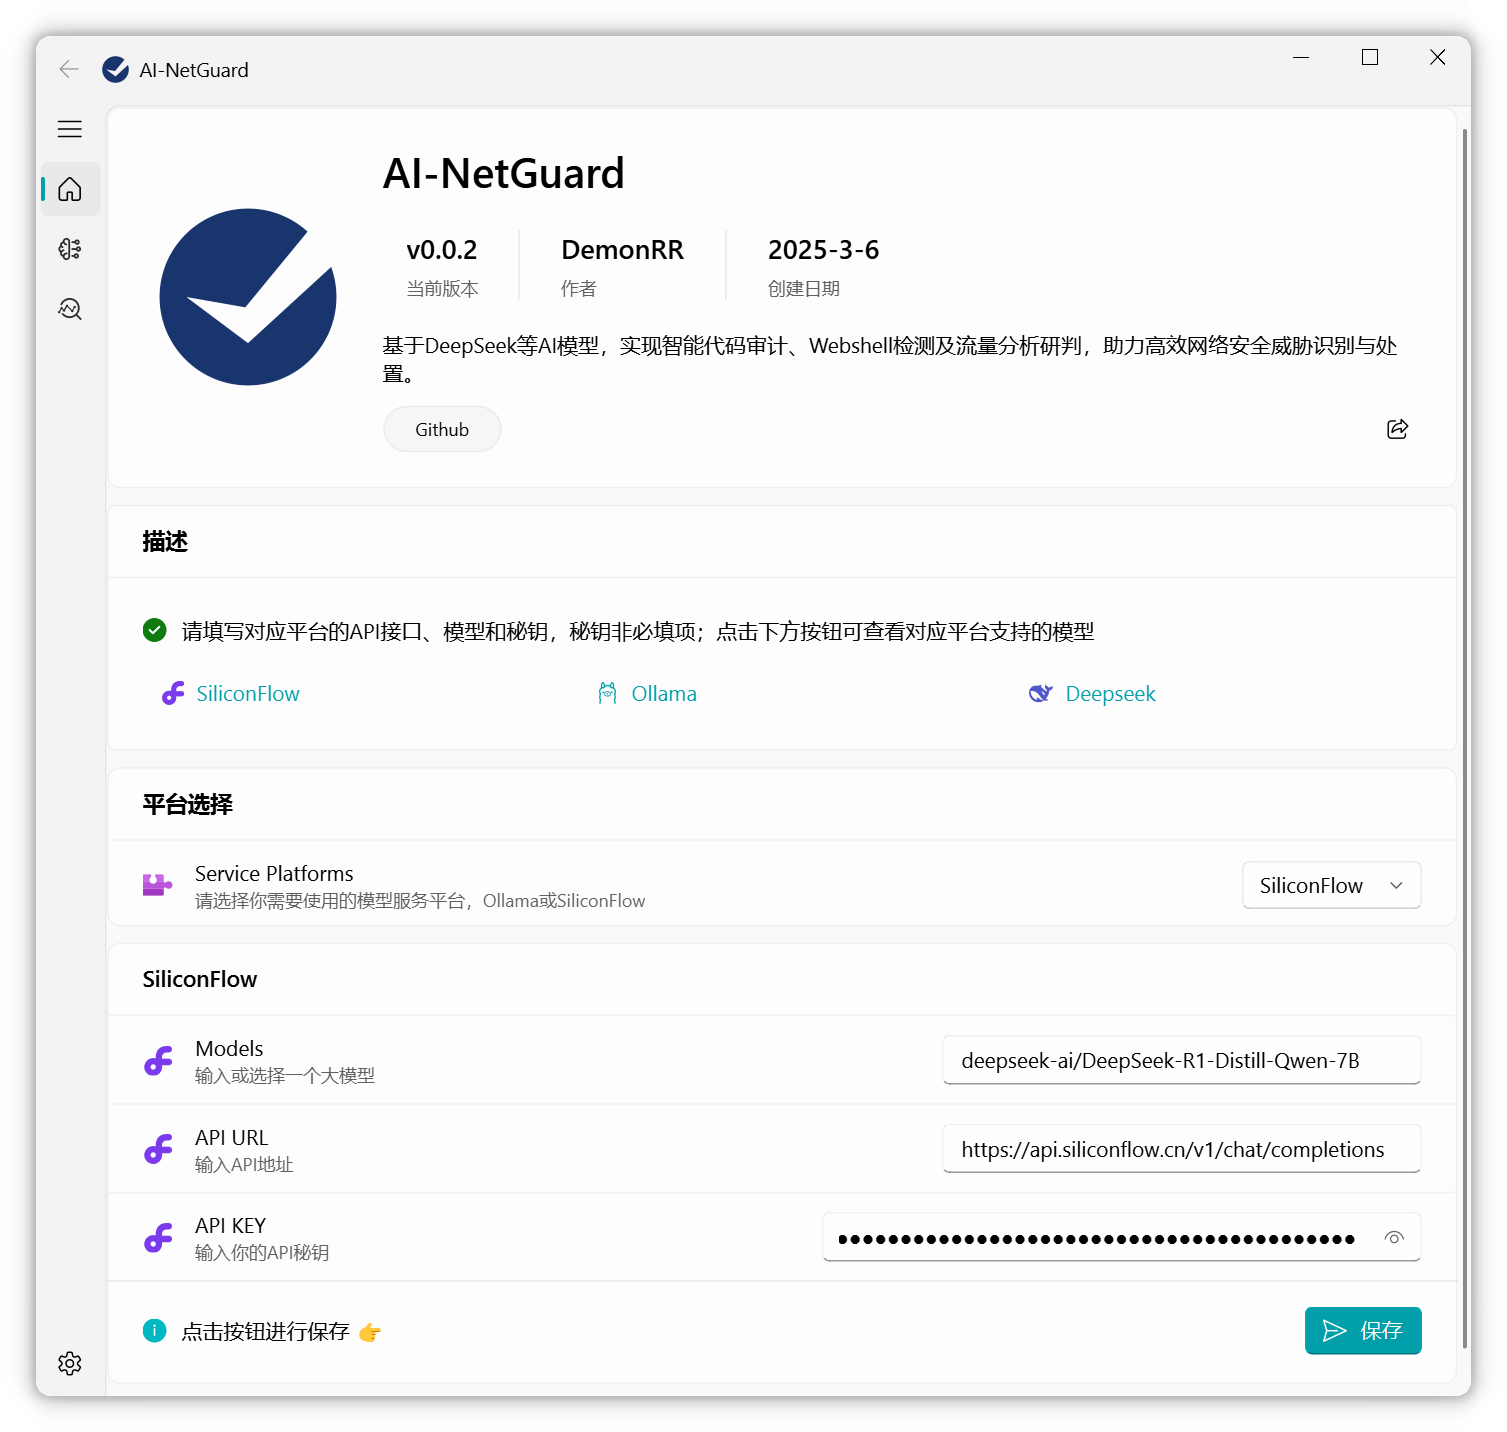 AI-NetGuard
AI-NetGuard
v0.0.2
当前版本
DemonRR
作者
2025-3-6
创建日期
基于DeepSeek等AI模型，实现智能代码审计、Webshell检测及流量分析研判，助力高效网络安全威胁识别与处
置。
Github
描述
请填写对应平台的API接口、模型和秘钥，秘钥非必填项；点击下方按钮可查看对应平台支持的模型
SiliconFlow
Ollama
Deepseek
平台选择
Service Platforms
请选择你需要使用的模型服务平台，Ollama或SiliconFlow
SiliconFlow
SiliconFlow
Models
输入或选择一个大模型
deepseek-ai/DeepSeek-R1-Distill-Qwen-7B
API URL
输入API地址
https://api.siliconflow.cn/v1/chat/completions
API KEY
输入你的API秘钥
点击按钮进行保存 👉
保存